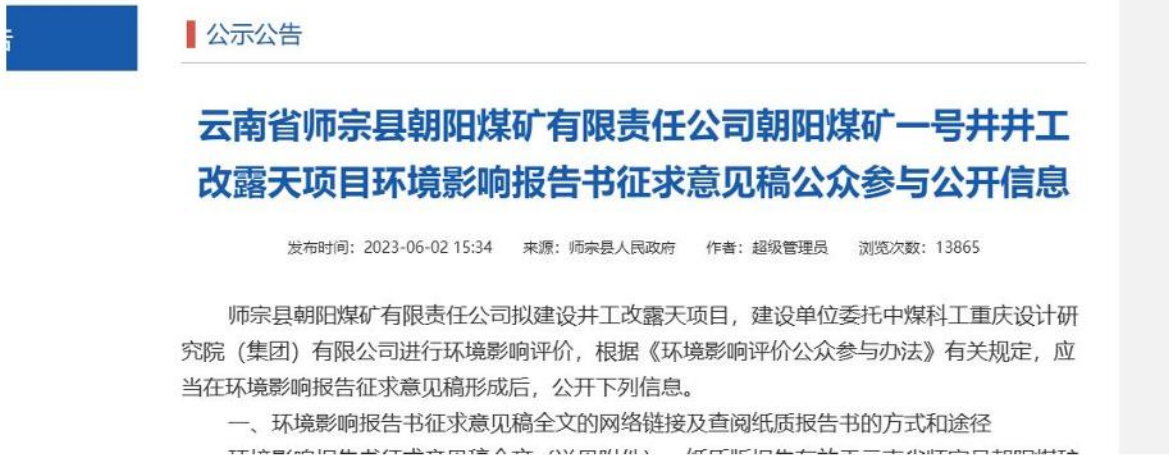 告
公示公告
云南省师宗县朝阳煤矿有限责任公司朝阳煤矿一号井井工
改露天项目环境影响报告书征求意见稿公众参与公开信息
发布时间：2023-06-02 15:34 来源：师宗县人民政府 作者：超级管理员 浏览次数：13865
师宗县朝阳煤矿有限责任公司拟建设井工改露天项目，建设单位委托中煤科工重庆设计研
究院（集团）有限公司进行环境影响评价，根据《环境影响评价公众参与办法》有关规定，应
当在环境影响报告征求意见稿形成后，公开下列信息。
一、环境影响报告书征求意见稿全文的网络链接及查阅纸质报告书的方式和途径